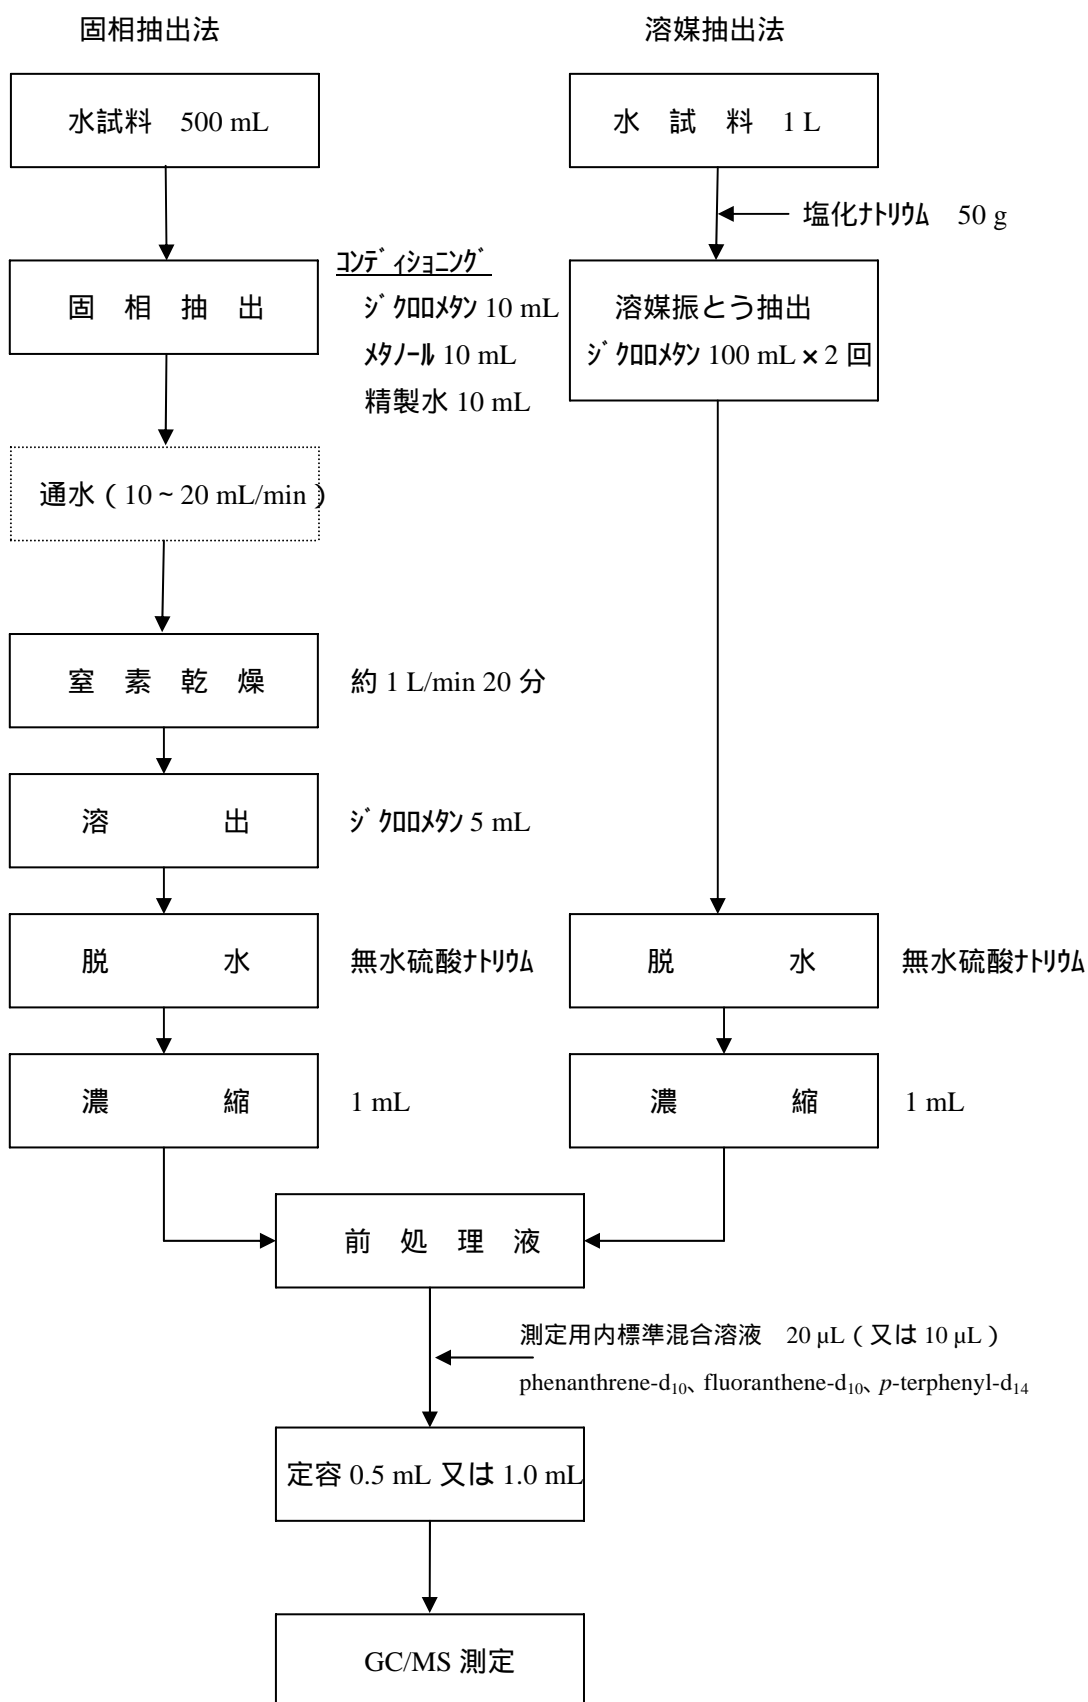 固相抽出法
溶媒抽出法
水試料 500 mL
水 試 料 1 L
塩化ﾅﾄﾘｳﾑ 50 g
固 相 抽 出
ｺﾝﾃﾞｨｼｮﾆﾝｸﾞ
ｼﾞｸﾛﾛﾒﾀﾝ 10 mL
ﾒﾀﾉｰﾙ 10 mL
精製水 10 mL
溶媒振とう抽出
ｼﾞｸﾛﾛﾒﾀﾝ 100 mL × 2 回
通水（10～20 mL/min）
窒 素 乾 燥
約 1 L/min 20 分
溶 出
ｼﾞｸﾛﾛﾒﾀﾝ 5 mL
脱 水
無水硫酸ﾅﾄﾘｳﾑ
脱 水
無水硫酸ﾅﾄﾘｳﾑ
濃 縮
1 mL
濃 縮
1 mL
前 処 理 液
測定用内標準混合溶液 20 μL（又は 10 μL）
phenanthrene-d10、fluoranthene-d10、p-terphenyl-d14
定容 0.5 mL 又は 1.0 mL
GC/MS 測定